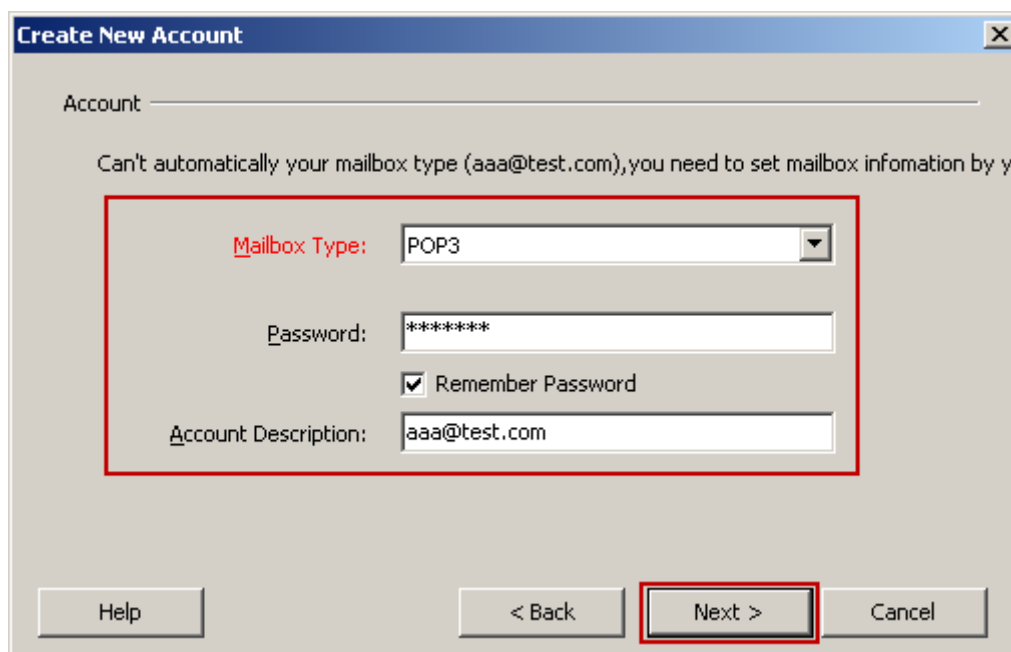 Create New Account
Account
Can't automatically your mailbox type (aaa@test.com),you need to set mailbox infomation by
Mailbox Type: POP3
Password: *******
Remember Password
Account Description: aaa@test.com
Help < Back Next > Cancel